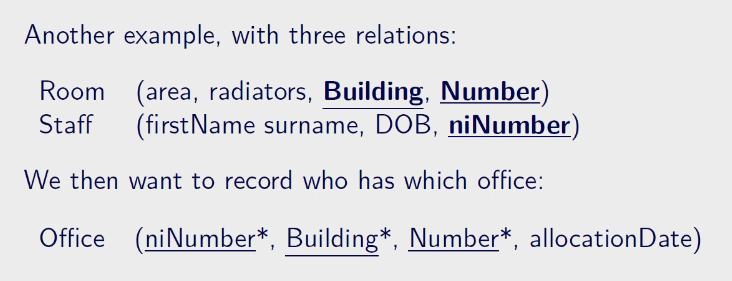 Another example, with three relations:
Room (area, radiators, Building, Number)
Staff (firstName surname, DOB, niNumber)
We then want to record who has which office:
Office (niNumber*, Building*, Number*, allocationDate)